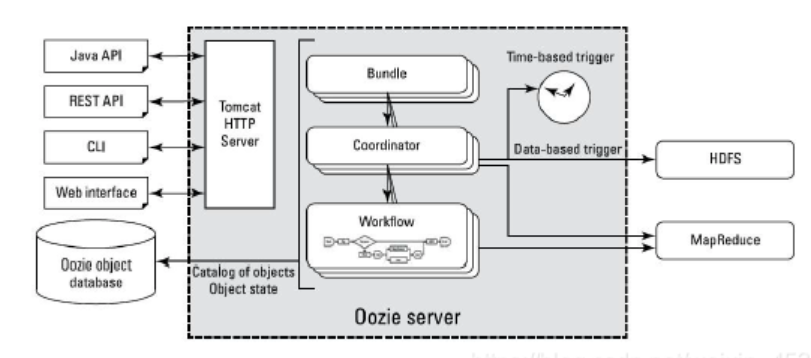 Java API
REST API
CLI
Web interface
Oozie object
database
Tomcat
HTTP
Server
Bundle
Coordinator
Workflow
Time-based trigger
Data-based trigger
HDFS
MapReduce
Catalog of objects
Object state
Oozie server